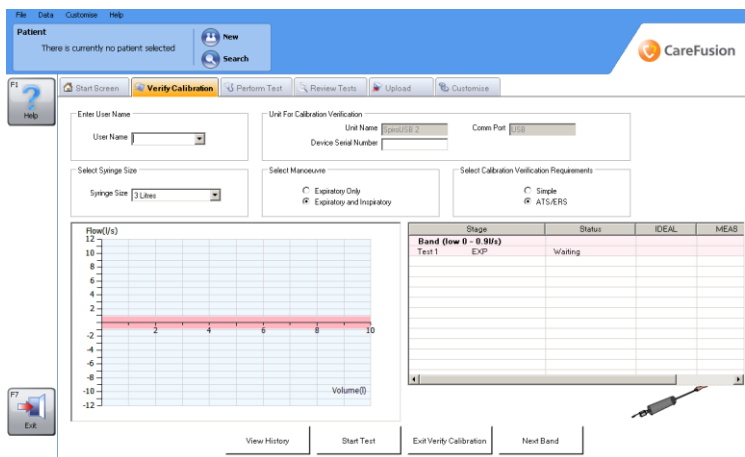 File Data Customise Help
Patient
There is currently no patient selected
New
Search
CareFusion
F1
Help
Start Screen Verify Calibration Perform Test Review Tests Upload Customise
Enter User Name
User Name
Unit For Calibration Verification
Unit Name SpiroUSB 2 Comm Port USB
Device Serial Number
Select Syringe Size
Syringe Size 3 Litres
Select Manoeuvre
Expiratory Only
Expiratory and Inspiratory
Select Calibration Verification Requirements
Simple
ATS/ERS
Flow(l/s)
12
10
8
6
4
2
2 4 6 8 10
-2
-4
-6
-8
-10
-12
Volume(l)
Stage Status IDEAL MEAS
Band (low 0 - 0.9l/s)
Test 1 EXP Waiting
F7
Exit
View History Start Test Exit Verify Calibration Next Band